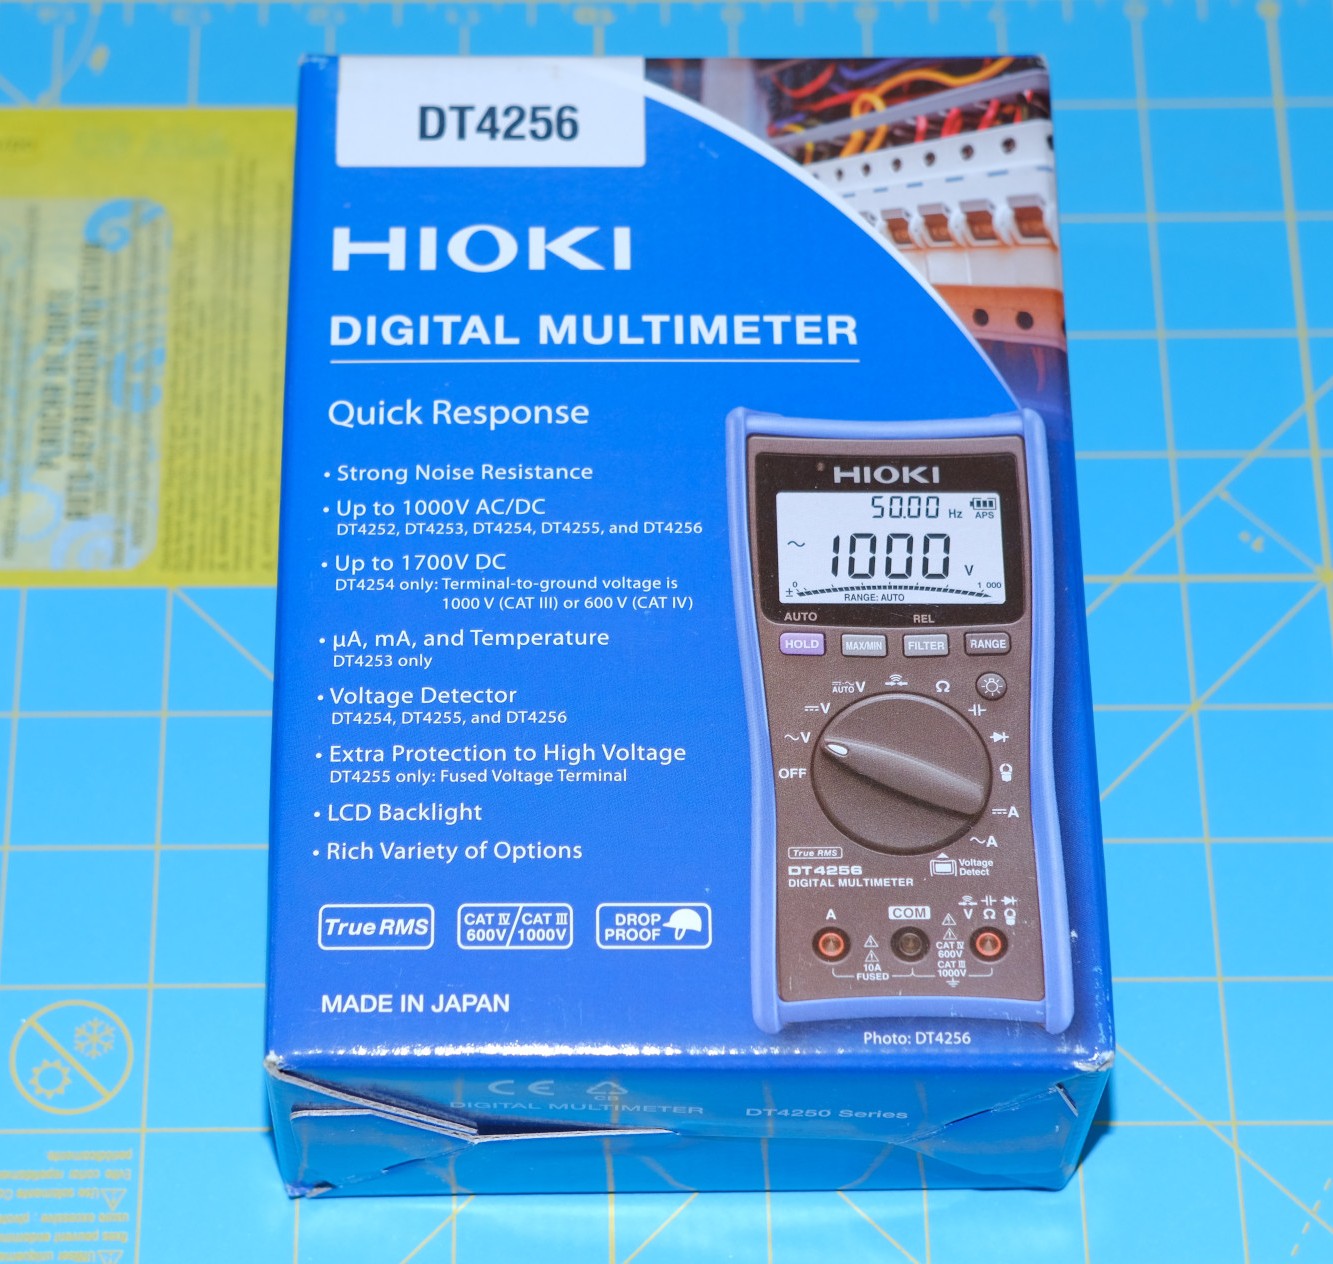 DT4256
HIOKI
DIGITAL MULTIMETER
Quick Response
• Strong Noise Resistance
• Up to 1000V AC/DC
DT4252, DT4253, DT4254, DT4255, and DT4256
• Up to 1700V DC
DT4254 only: Terminal-to-ground voltage is
1000 V (CAT III) or 600 V (CAT IV)
• µA, mA, and Temperature
DT4253 only
• Voltage Detector
DT4254, DT4255, and DT4256
• Extra Protection to High Voltage
DT4255 only: Fused Voltage Terminal
• LCD Backlight
• Rich Variety of Options
True RMS
CAT IV / CAT III
600V / 1000V
DROP
PROOF
MADE IN JAPAN
HIOKI
50.00 Hz
APS
~ 1000 V
± 0 1 000
RANGE: AUTO
AUTO REL
HOLD MAX/MIN FILTER RANGE
AUTO V Ω
V
~V
OFF
A
~A
True RMS
DT4256
DIGITAL MULTIMETER
Voltage
Detect
A COM V Ω
CAT IV
600V
10A
FUSED
CAT III
1000V
Photo: DT4256
CE CB
DIGITAL MULTIMETER DT4250 Series